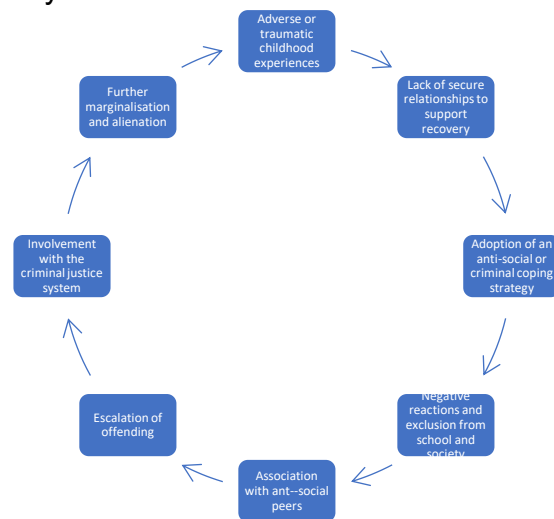 Adverse or
traumatic
childhood
experiences
Lack of secure
relationships to
support
recovery
Adoption of an
anti-social or
criminal coping
strategy
Negative
reactions and
exclusion from
school and
society
Association
with ant--social
peers
Escalation of
offending
Involvement
with the
criminal justice
system
Further
marginalisation
and alienation